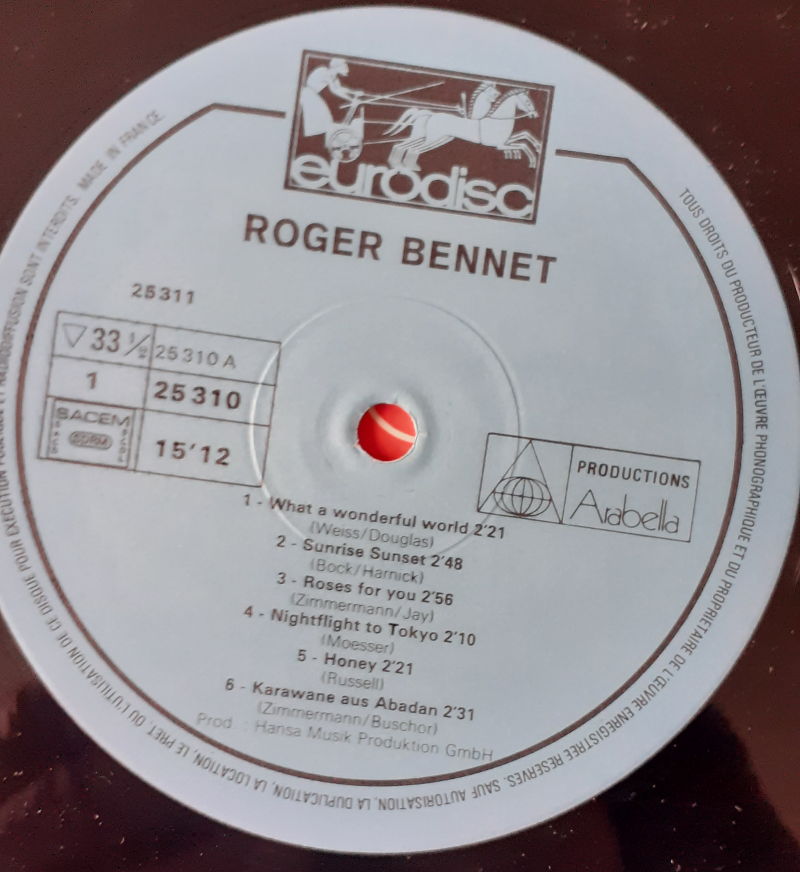 eurodisc
ROGER BENNET
25311
▽ 33 1/2
25310 A
1
25 310
SACEM
SDRM
15'12
PRODUCTIONS
Arabella
1 - What a wonderful world 2'21
(Weiss/Douglas)
2 - Sunrise Sunset 2'48
(Bock/Harnick)
3 - Roses for you 2'56
(Zimmermann/Jay)
4 - Nightflight to Tokyo 2'10
(Moesser)
5 - Honey 2'21
(Russell)
6 - Karawane aus Abadan 2'31
(Zimmermann/Buschor)
Prod. : Hansa Musik Produktion GmbH
TOUS DROITS DU PRODUCTEUR DE L'ŒUVRE PHONOGRAPHIQUE ET DU PROPRIETAIRE DE L'ŒUVRE ENREGISTREE RESERVES. SAUF AUTORISATION, LA DUPLICATION, LA LOCATION, LE PRET, OU L'UTILISATION DE CE DISQUE POUR EXECUTION PUBLIQUE ET RADIODIFFUSION SONT INTERDITS. MADE IN FRANCE